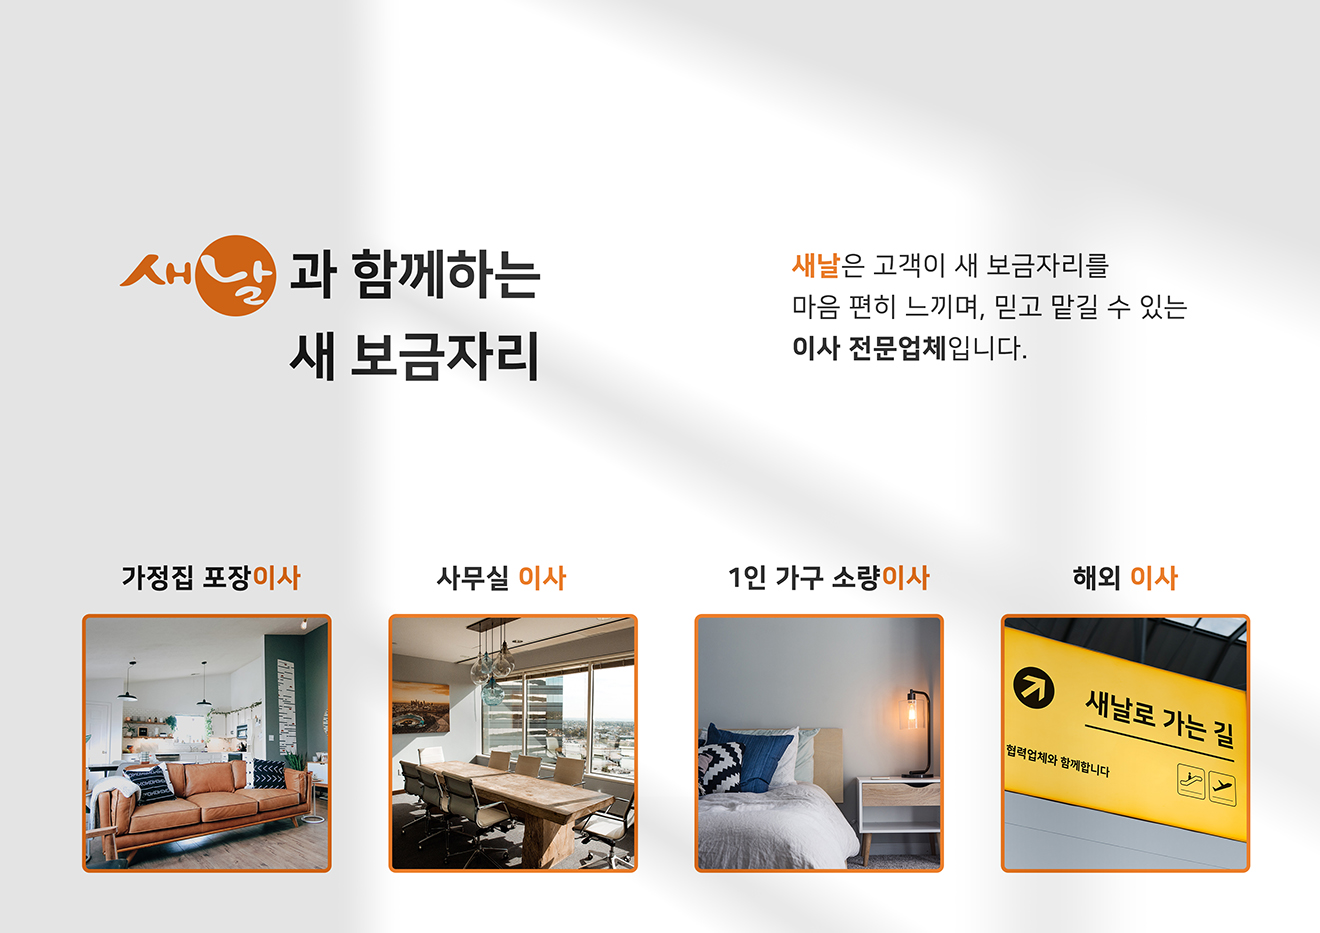 새날과 함께하는
새 보금자리
새날은 고객이 새 보금자리를
마음 편히 느끼며, 믿고 맡길 수 있는
이사 전문업체입니다.
가정집 포장이사
사무실 이사
1인 가구 소량이사
해외 이사
새날로 가는 길
협력업체와 함께합니다